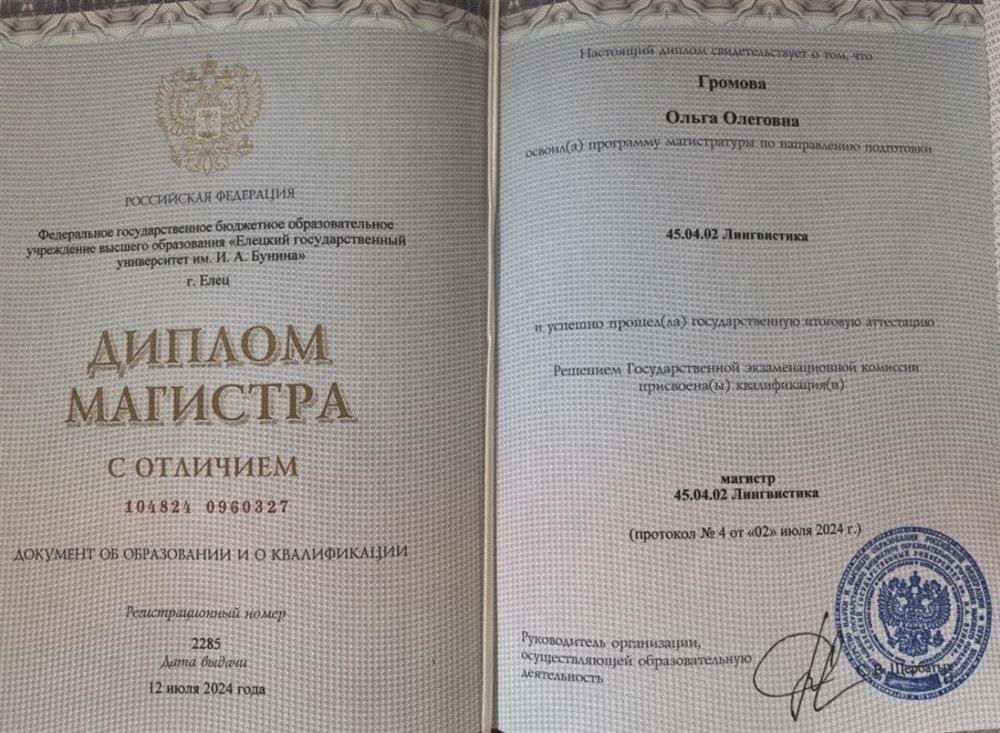 РОССИЙСКАЯ ФЕДЕРАЦИЯ
Федеральное государственное бюджетное образовательное
учреждение высшего образования «Елецкий государственный
университет им. И. А. Бунина»
г. Елец
ДИПЛОМ
МАГИСТРА
С ОТЛИЧИЕМ
104824 0960327
ДОКУМЕНТ ОБ ОБРАЗОВАНИИ И О КВАЛИФИКАЦИИ
Регистрационный номер
2285
Дата выдачи
12 июля 2024 года
Настоящий диплом свидетельствует о том, что
Громова
Ольга Олеговна
освоил(а) программу магистратуры по направлению подготовки
45.04.02 Лингвистика
и успешно прошел(ла) государственную итоговую аттестацию
Решением Государственной экзаменационной комиссии
присвоена(ы) квалификация(и)
магистр
45.04.02 Лингвистика
(протокол № 4 от «02» июля 2024 г.)
Руководитель организации,
осуществляющей образовательную
деятельность
С. В. Щербатых